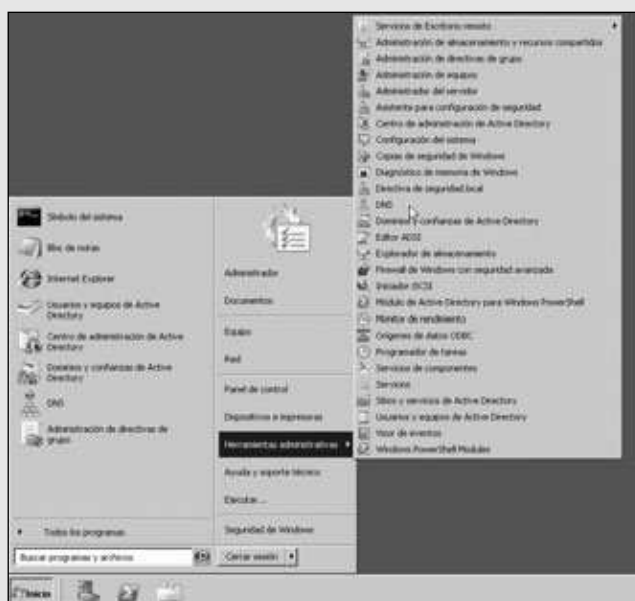 Servicios de Escritorio remoto
Administración de almacenamiento y recursos compartidos
Administración de directivas de grupo
Administración de equipos
Administrador del servidor
Asistente para configuración de seguridad
Centro de administración de Active Directory
Configuración del sistema
Copias de seguridad de Windows
Diagnóstico de memoria de Windows
Directiva de seguridad local
DNS
Dominios y confianzas de Active Directory
Editor ADSI
Explorador de almacenamiento
Firewall de Windows con seguridad avanzada
Iniciador iSCSI
Módulo de Active Directory para Windows PowerShell
Monitor de rendimiento
Orígenes de datos ODBC
Programador de tareas
Servicios de componentes
Servicios
Sitios y servicios de Active Directory
Usuarios y equipos de Active Directory
Visor de eventos
Windows PowerShell Modules
Símbolo del sistema
Bloc de notas
Internet Explorer
Usuarios y equipos de Active
Directory
Centro de administración de Active
Directory
Dominios y confianzas de Active
Directory
DNS
Administración de directivas de
grupo
Todos los programas
Buscar programas y archivos
Administrador
Documentos
Equipo
Red
Panel de control
Dispositivos e impresoras
Herramientas administrativas
Ayuda y soporte técnico
Ejecutar...
Seguridad de Windows
Cerrar sesión
Inicio